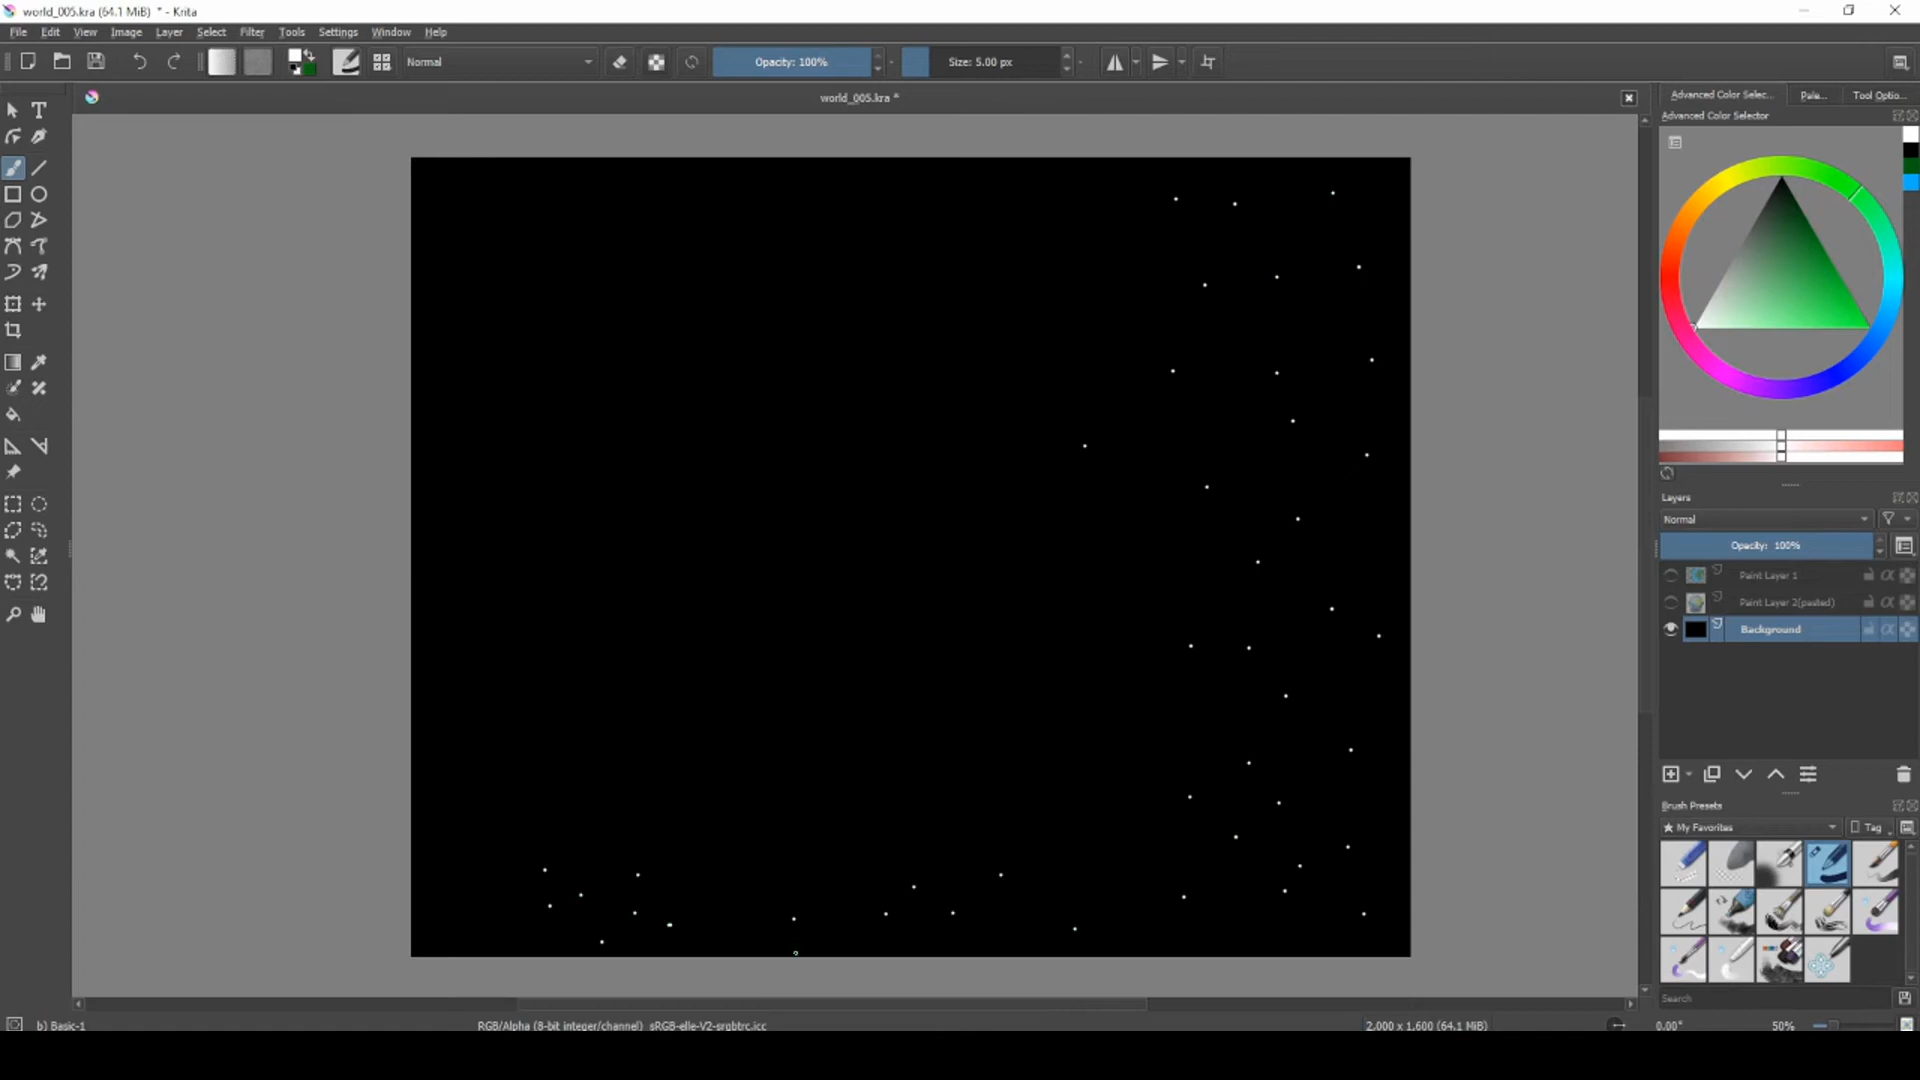 world_005.kra (64.1 MiB) * - Krita
File Edit View Image Layer Select Filter Tools Settings Window Help
Normal
Opacity: 100%
Size: 5.00 px
world_005.kra *
Advanced Color Selec... Pale... Tool Optio...
Advanced Color Selector
Layers
Normal
Opacity: 100%
Paint Layer 1
Paint Layer 2(pasted)
Background
Brush Presets
★ My Favorites
Tag
Search
b) Basic-1
RGB/Alpha (8-bit integer/channel) sRGB-elle-V2-srgbtrc.icc
2,000 x 1,600 (64.1 MiB)
0.00°
50%